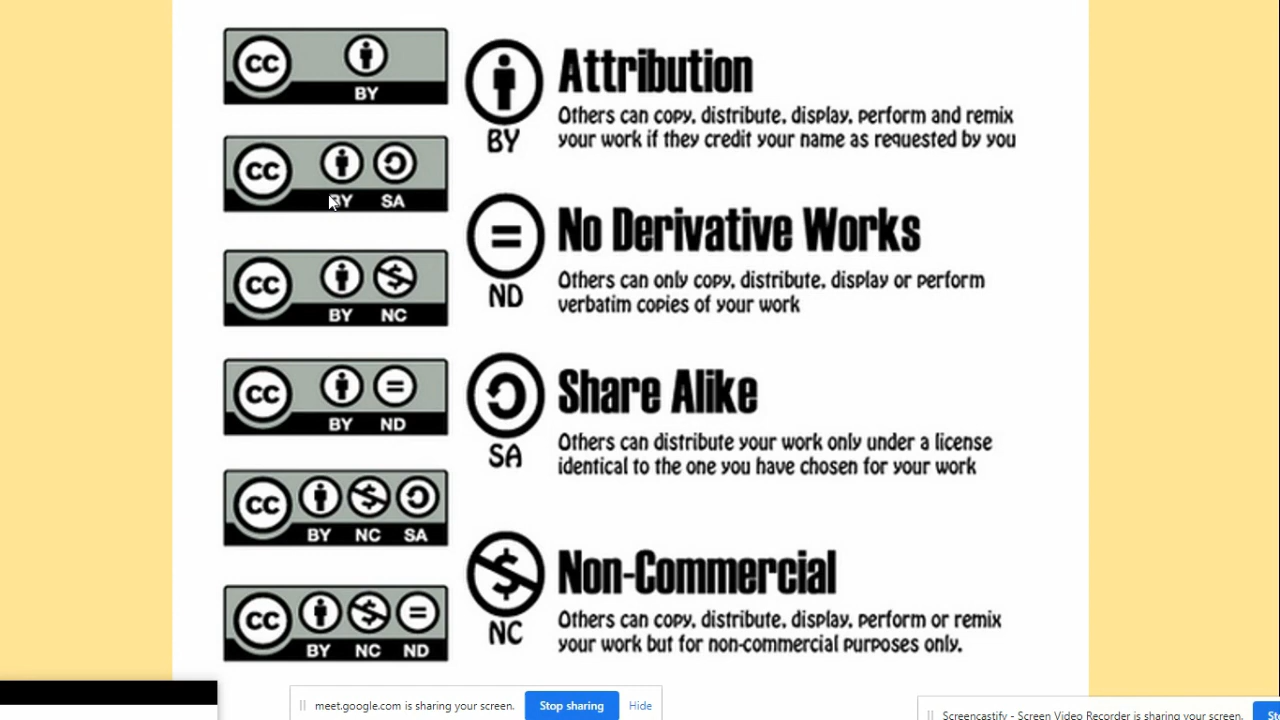 CC BY
CC BY SA
CC BY NC
CC BY ND
CC BY NC SA
CC BY NC ND
BY
Attribution
Others can copy, distribute, display, perform and remix
your work if they credit your name as requested by you
ND
No Derivative Works
Others can only copy, distribute, display or perform
verbatim copies of your work
SA
Share Alike
Others can distribute your work only under a license
identical to the one you have chosen for your work
NC
Non-Commercial
Others can copy, distribute, display, perform or remix
your work but for non-commercial purposes only.
meet.google.com is sharing your screen. Stop sharing Hide
Screencastify - Screen Video Recorder is sharing your screen.